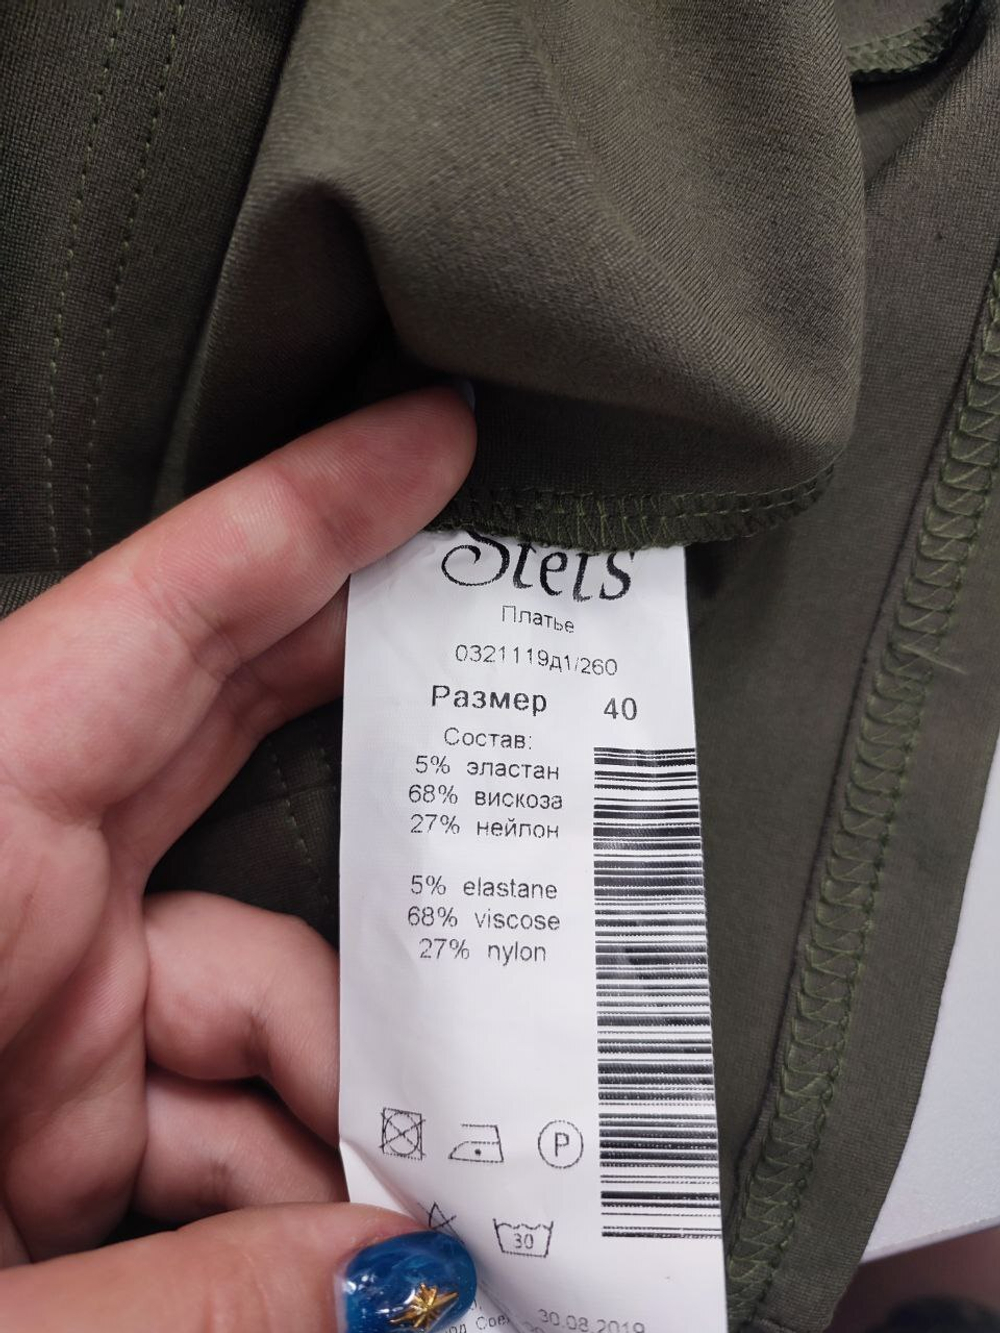 Stets
Платье
0321119д1/260
Размер 40
Состав:
5% эластан
68% вискоза
27% нейлон
5% elastane
68% viscose
27% nylon
P
30
30.08.2019